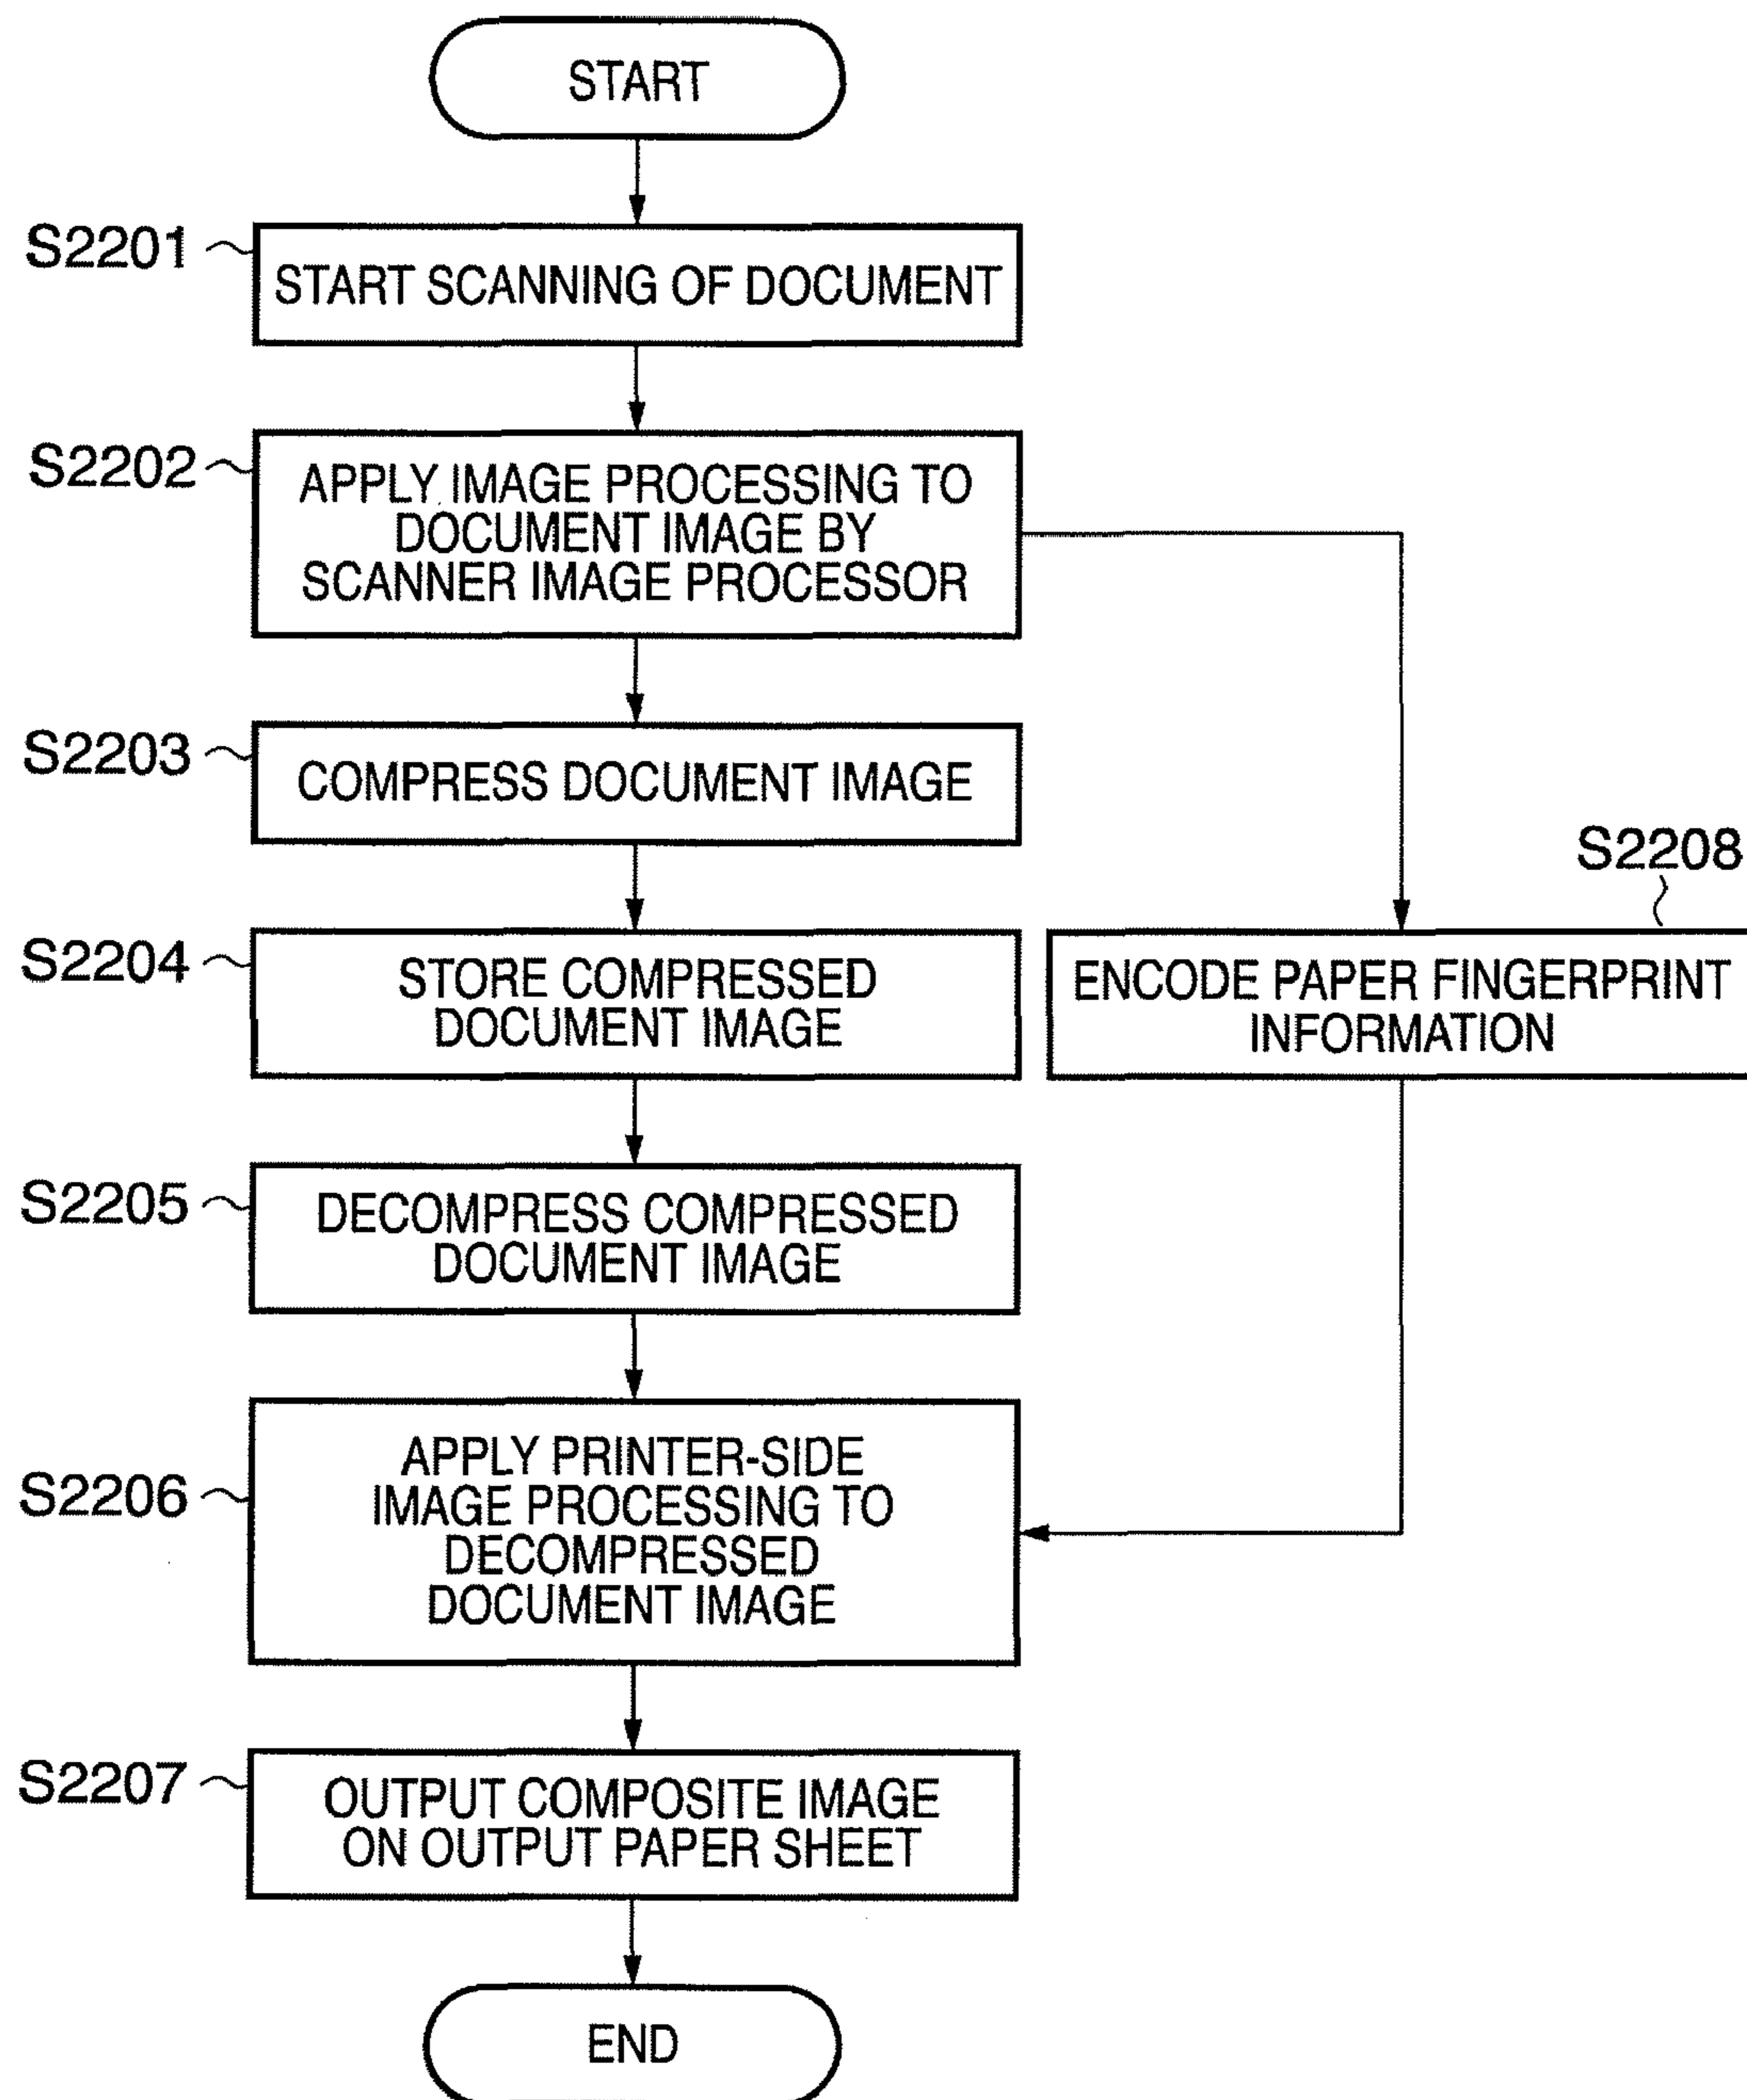 START
S2201
START SCANNING OF DOCUMENT
S2202
APPLY IMAGE PROCESSING TO
DOCUMENT IMAGE BY
SCANNER IMAGE PROCESSOR
S2203
COMPRESS DOCUMENT IMAGE
S2204
STORE COMPRESSED
DOCUMENT IMAGE
S2208
ENCODE PAPER FINGERPRINT
INFORMATION
S2205
DECOMPRESS COMPRESSED
DOCUMENT IMAGE
S2206
APPLY PRINTER-SIDE
IMAGE PROCESSING TO
DECOMPRESSED
DOCUMENT IMAGE
S2207
OUTPUT COMPOSITE IMAGE
ON OUTPUT PAPER SHEET
END